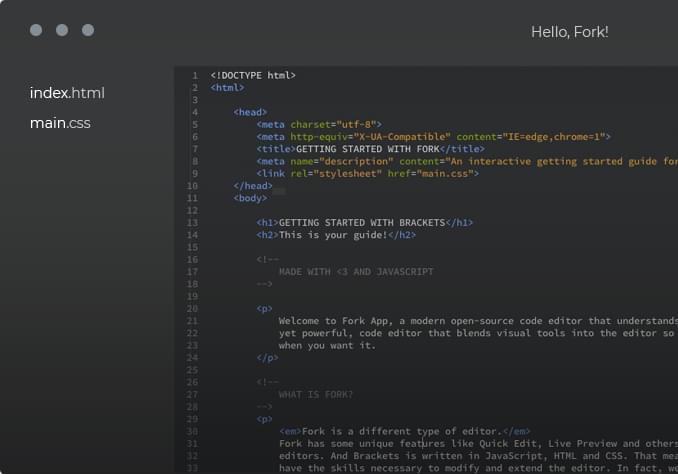 Hello, Fork!
index.html
main.css
1 <!DOCTYPE html>
2 <html>
3
4 <head>
5 <meta charset="utf-8">
6 <meta http-equiv="X-UA-Compatible" content="IE=edge,chrome=1">
7 <title>GETTING STARTED WITH FORK</title>
8 <meta name="description" content="An interactive getting started guide for
9 <link rel="stylesheet" href="main.css">
10 </head>
11 <body>
12
13 <h1>GETTING STARTED WITH BRACKETS</h1>
14 <h2>This is your guide!</h2>
15
16 <!--
17 MADE WITH <3 AND JAVASCRIPT
18 -->
19
20 <p>
21 Welcome to Fork App, a modern open-source code editor that understands
22 yet powerful, code editor that blends visual tools into the editor so
23 when you want it.
24 </p>
25
26 <!--
27 WHAT IS FORK?
28 -->
29 <p>
30 <em>Fork is a different type of editor.</em>
31 Fork has some unique features like Quick Edit, Live Preview and others
32 editors. And Brackets is written in JavaScript, HTML and CSS. That mea
33 have the skills necessary to modify and extend the editor. In fact, we